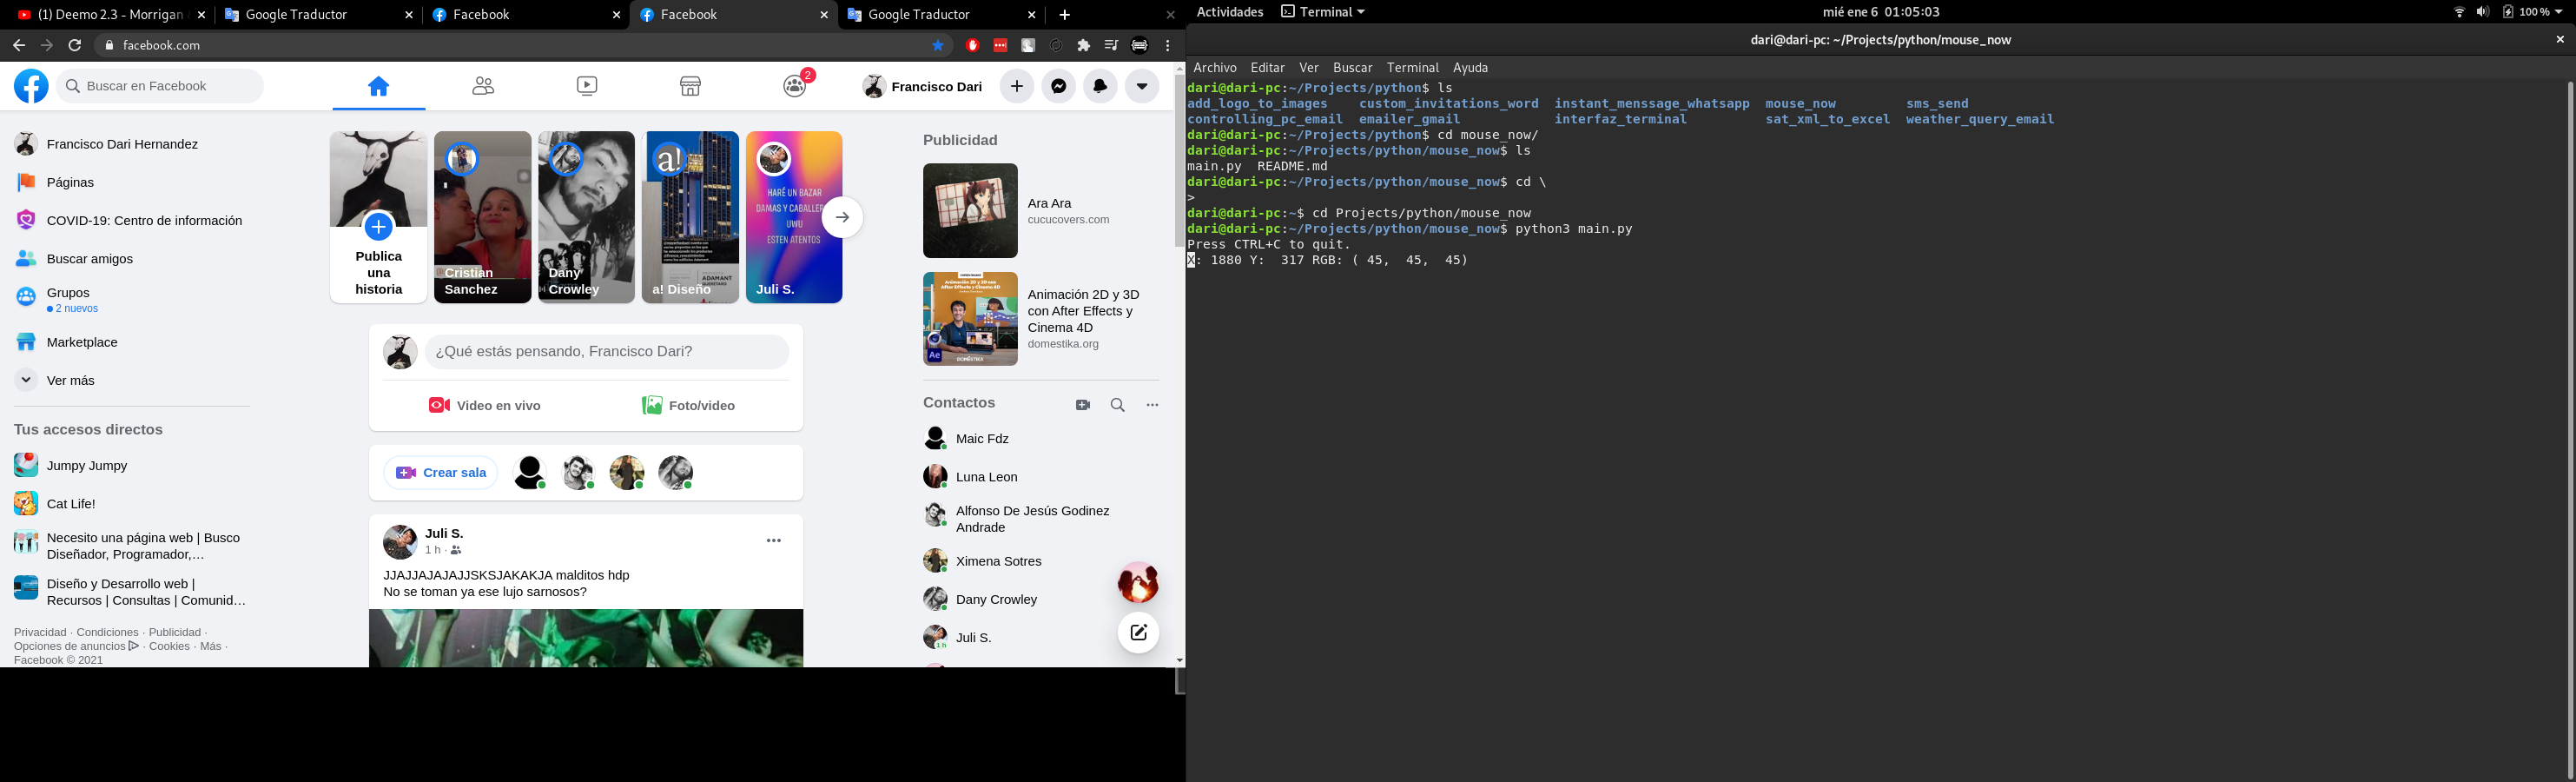 (1) Deemo 2.3 - Morrigan
Google Traductor
Facebook
Facebook
Google Traductor
facebook.com
Buscar en Facebook
2
Francisco Dari
Francisco Dari Hernandez
Páginas
COVID-19: Centro de información
Buscar amigos
Grupos
2 nuevos
Marketplace
Ver más
Tus accesos directos
Jumpy Jumpy
Cat Life!
Necesito una página web | Busco
Diseñador, Programador,…
Diseño y Desarrollo web |
Recursos | Consultas | Comunid…
Privacidad · Condiciones · Publicidad ·
Opciones de anuncios · Cookies · Más ·
Facebook © 2021
Publica
una
historia
Cristian
Sanchez
Dany
Crowley
a!
a! Diseño
ADAMANT
HARÉ UN BAZAR
DAMAS Y CABALLER
UWU
ESTEN ATENTOS
Juli S.
¿Qué estás pensando, Francisco Dari?
Video en vivo
Foto/video
Crear sala
Juli S.
1 h ·
JJAJJAJAJAJJSKSJAKAKJA malditos hdp
No se toman ya ese lujo sarnosos?
Publicidad
Ara Ara
cucucovers.com
Animación 2D y 3D
con After Effects y
Cinema 4D
domestika.org
Ae
DOMESTIKA
Contactos
Maic Fdz
Luna Leon
Alfonso De Jesús Godinez
Andrade
Ximena Sotres
Dany Crowley
Juli S.
1 h
Actividades
Terminal
mié ene 6 01:05:03
100 %
dari@dari-pc: ~/Projects/python/mouse_now
Archivo Editar Ver Buscar Terminal Ayuda
dari@dari-pc:~/Projects/python$ ls
add_logo_to_images custom_invitations_word instant_menssage_whatsapp mouse_now sms_send
controlling_pc_email emailer_gmail interfaz_terminal sat_xml_to_excel weather_query_email
dari@dari-pc:~/Projects/python$ cd mouse_now/
dari@dari-pc:~/Projects/python/mouse_now$ ls
main.py README.md
dari@dari-pc:~/Projects/python/mouse_now$ cd \
>
dari@dari-pc:~$ cd Projects/python/mouse_now
dari@dari-pc:~/Projects/python/mouse_now$ python3 main.py
Press CTRL+C to quit.
X: 1880 Y: 317 RGB: ( 45, 45, 45)